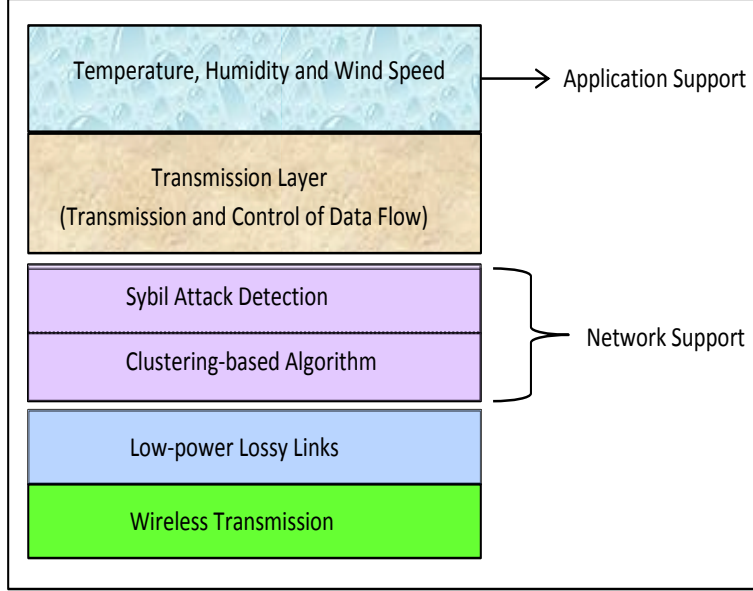 Temperature, Humidity and Wind Speed
Application Support
Transmission Layer
(Transmission and Control of Data Flow)
Sybil Attack Detection
Clustering-based Algorithm
Network Support
Low-power Lossy Links
Wireless Transmission